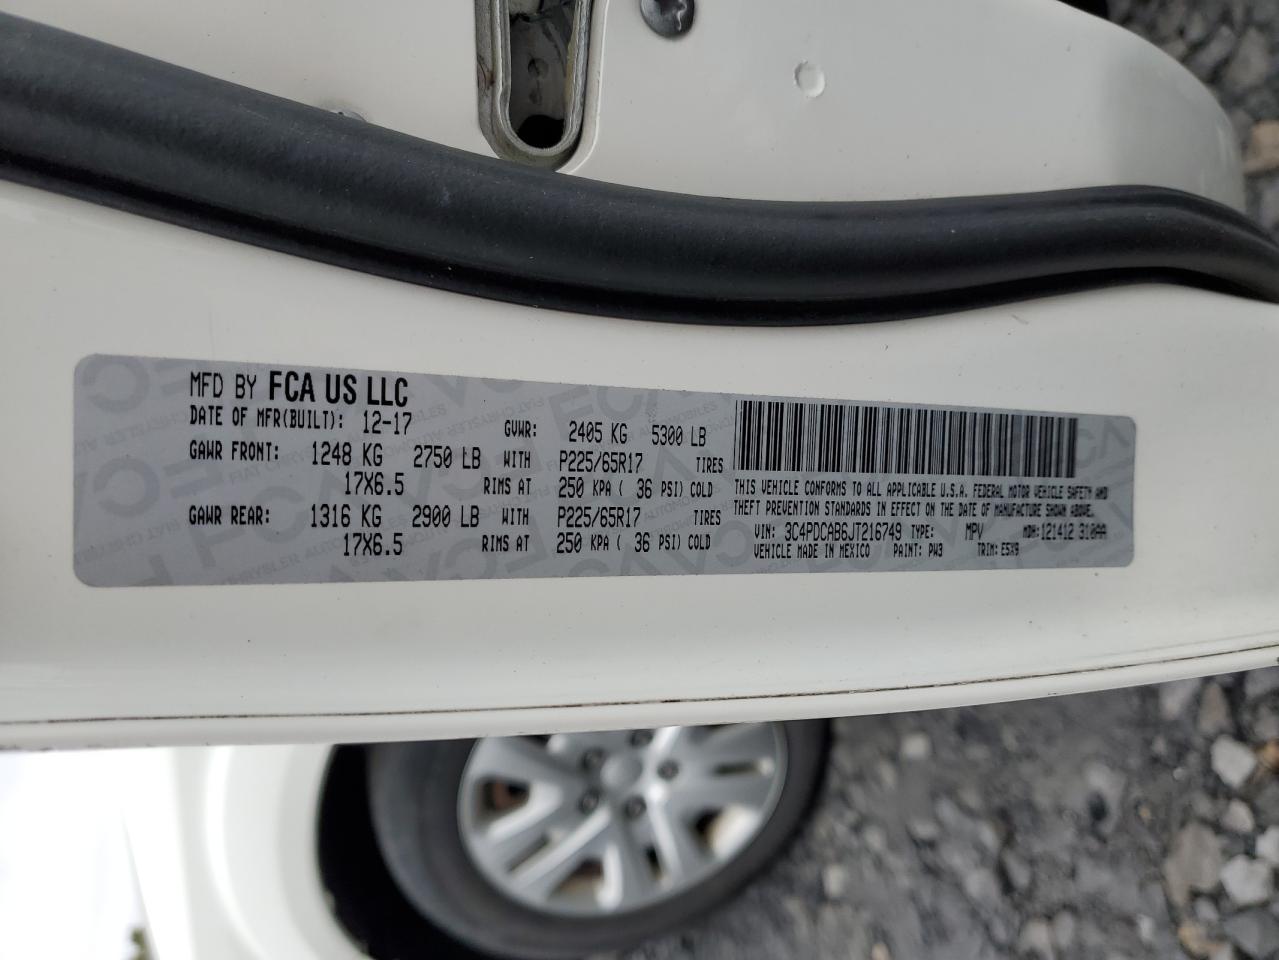 MFD BY FCA US LLC
DATE OF MFR(BUILT): 12-17 GVWR: 2405 KG 5300 LB
GAWR FRONT: 1248 KG 2750 LB WITH P225/65R17 TIRES
17X6.5 RIMS AT 250 KPA ( 36 PSI) COLD
GAWR REAR: 1316 KG 2900 LB WITH P225/65R17 TIRES
17X6.5 RIMS AT 250 KPA ( 36 PSI) COLD
THIS VEHICLE CONFORMS TO ALL APPLICABLE U.S.A. FEDERAL MOTOR VEHICLE SAFETY AND
THEFT PREVENTION STANDARDS IN EFFECT ON THE DATE OF MANUFACTURE SHOWN ABOVE.
VIN: 3C4PDCAB6JT216749 TYPE: MPV MDH: 121412 310AA
VEHICLE MADE IN MEXICO PAINT: PW3 TRIM: E5X9